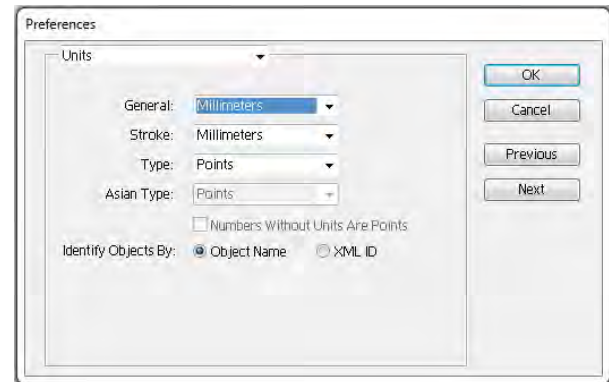 Preferences
Units
General: Millimeters
Stroke: Millimeters
Type: Points
Asian Type: Points
Numbers Without Units Are Points
Identify Objects By: Object Name XML ID
OK
Cancel
Previous
Next